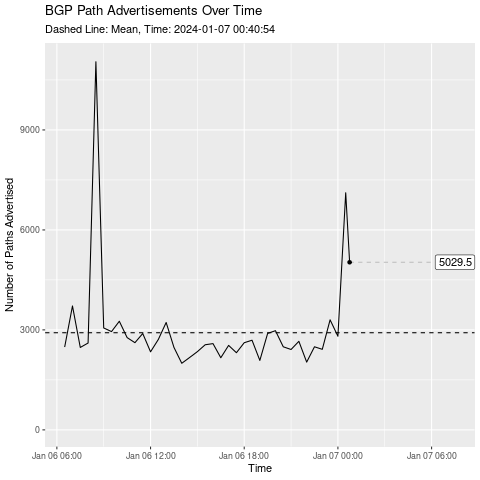 BGP Path Advertisements Over Time
Dashed Line: Mean, Time: 2024-01-07 00:40:54
Number of Paths Advertised
9000
6000
5029.5
3000
0
Jan 06 06:00 Jan 06 12:00 Jan 06 18:00 Jan 07 00:00 Jan 07 06:00
Time